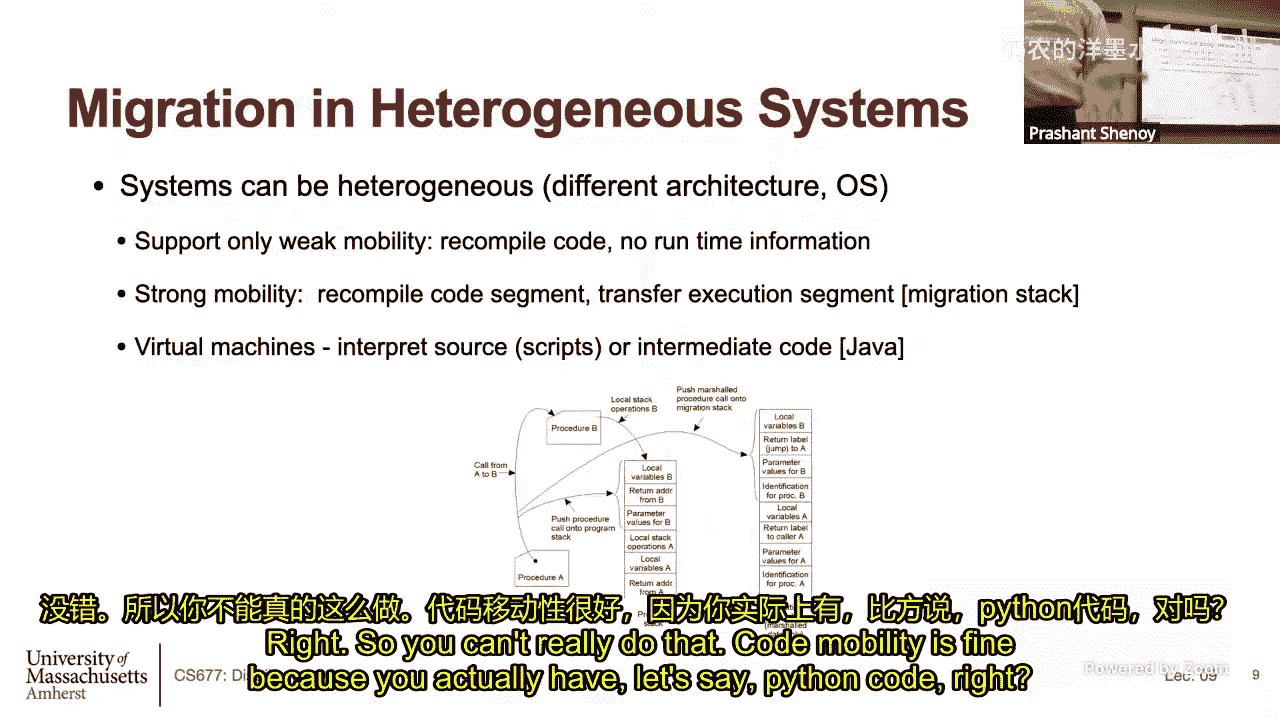 Migration in Heterogeneous Systems
Prashant Shenoy
• Systems can be heterogeneous (different architecture, OS)
• Support only weak mobility: recompile code, no run time information
• Strong mobility: recompile code segment, transfer execution segment [migration stack]
• Virtual machines - interpret source (scripts) or intermediate code [Java]
Call from
A to B
Procedure B
Procedure A
Local stack
operations B
Push marshalled
procedure call onto
migration stack
Push procedure
call onto program
stack
Local
variables B
Return addr
from B
Parameter
values for B
Local stack
operations A
Local
variables A
Return addr
Local
variables B
Return label
(jump) to A
Parameter
values for B
Identification
for proc. B
Local
variables A
Return label
to caller A
Parameter
values for A
Identification
for proc. A
没错。所以你不能真的这么做。代码移动性很好，因为你实际上有，比方说，python代码，对吗？
Right. So you can't really do that. Code mobility is fine
because you actually have, let's say, python code, right?
University of
Massachusetts
Amherst
CS677:
Powered by Zoom
Lec. 09
9